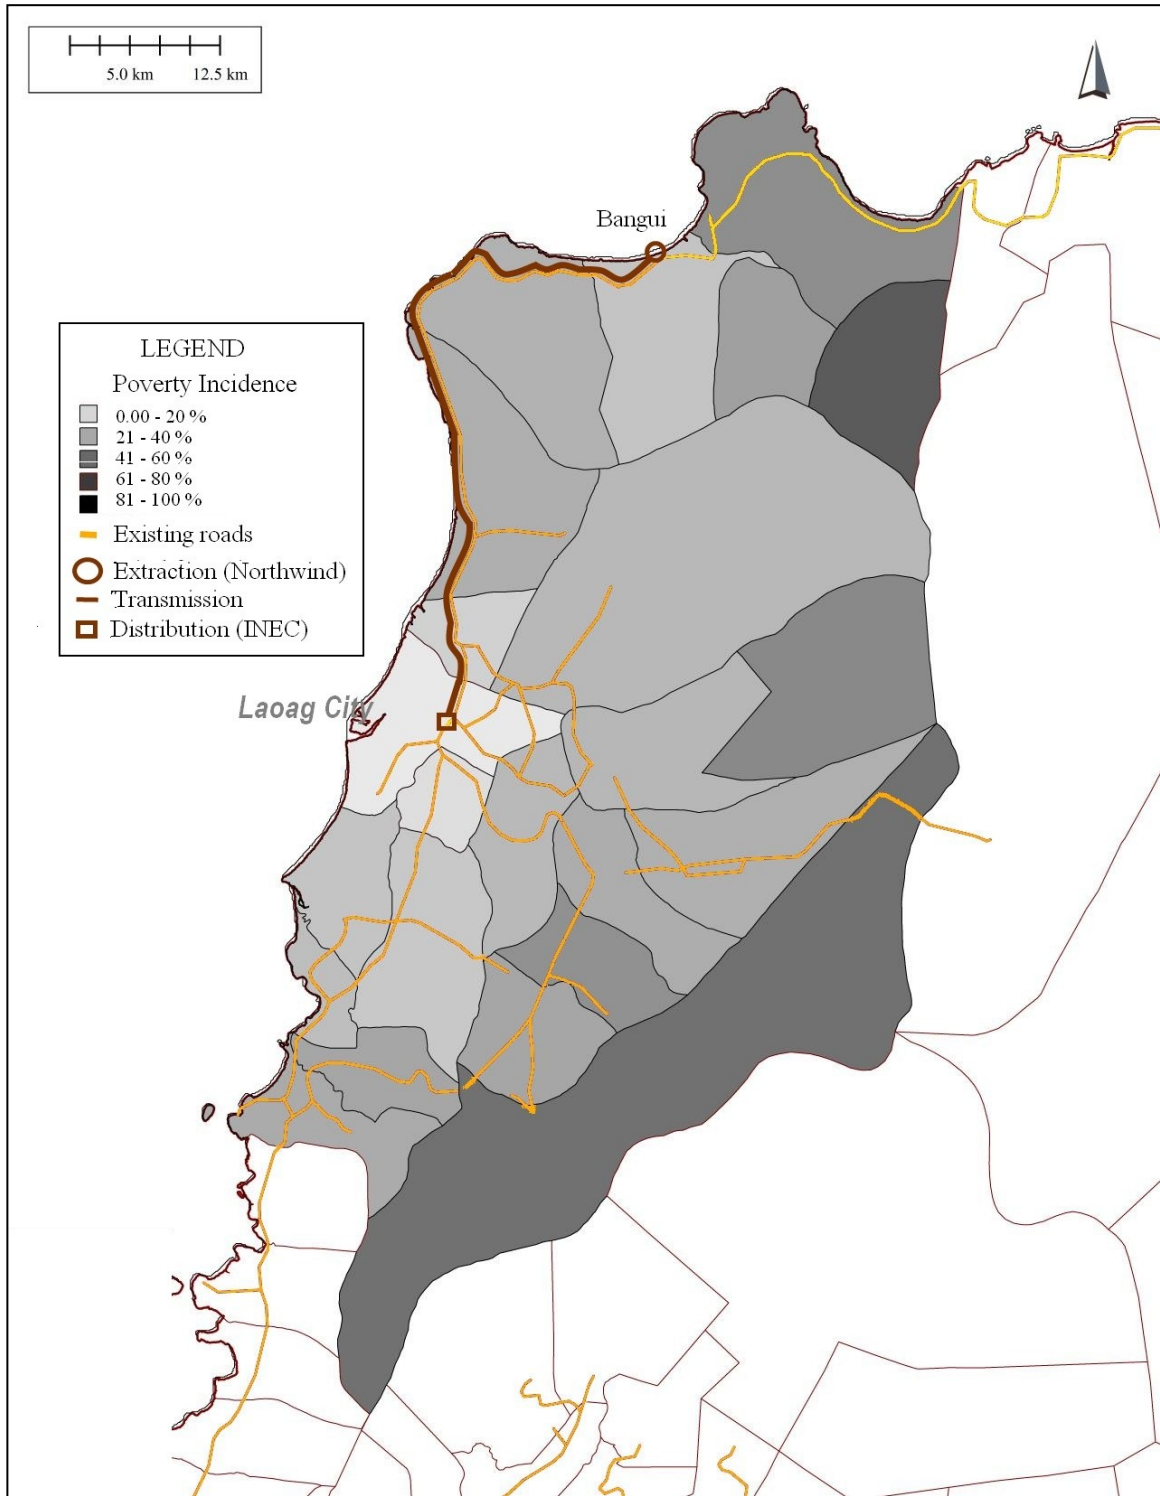 5.0 km 12.5 km
Bangui
LEGEND
Poverty Incidence
0.00 - 20 %
21 - 40 %
41 - 60 %
61 - 80 %
81 - 100 %
Existing roads
Extraction (Northwind)
Transmission
Distribution (INEC)
Laoag City